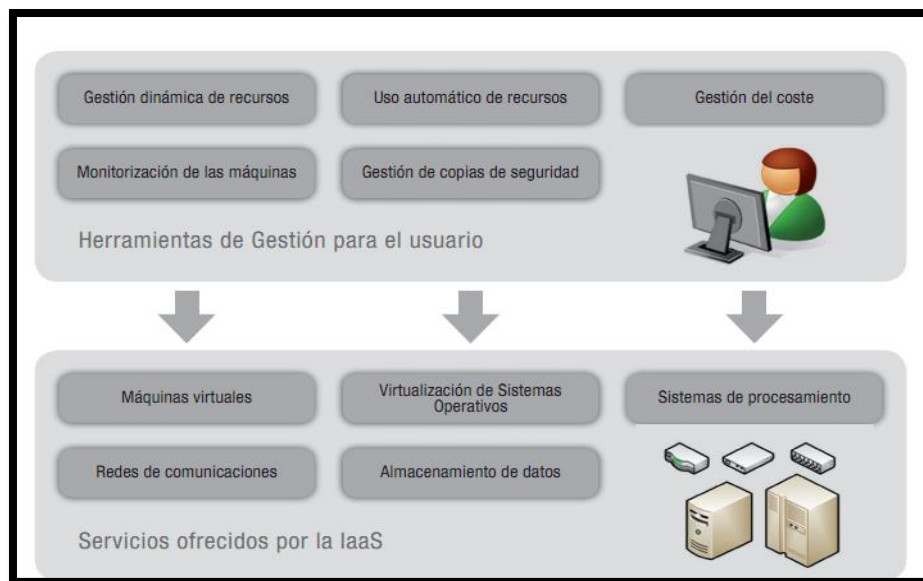 Gestión dinámica de recursos
Uso automático de recursos
Gestión del coste
Monitorización de las máquinas
Gestión de copias de seguridad
Herramientas de Gestión para el usuario
Máquinas virtuales
Virtualización de Sistemas
Operativos
Sistemas de procesamiento
Redes de comunicaciones
Almacenamiento de datos
Servicios ofrecidos por la IaaS